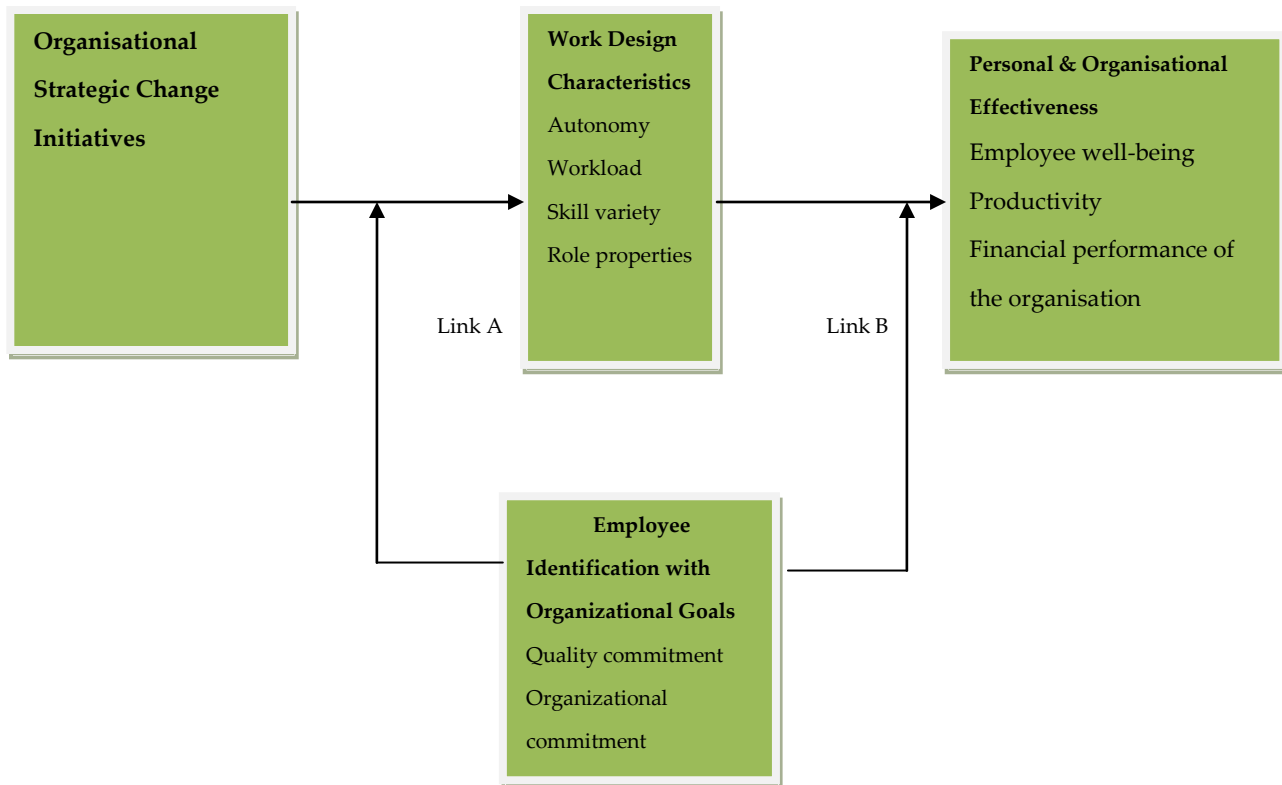 Organisational
Strategic Change
Initiatives
Work Design
Characteristics
Autonomy
Workload
Skill variety
Role properties
Personal & Organisational
Effectiveness
Employee well-being
Productivity
Financial performance of
the organisation
Link A
Link B
Employee
Identification with
Organizational Goals
Quality commitment
Organizational
commitment